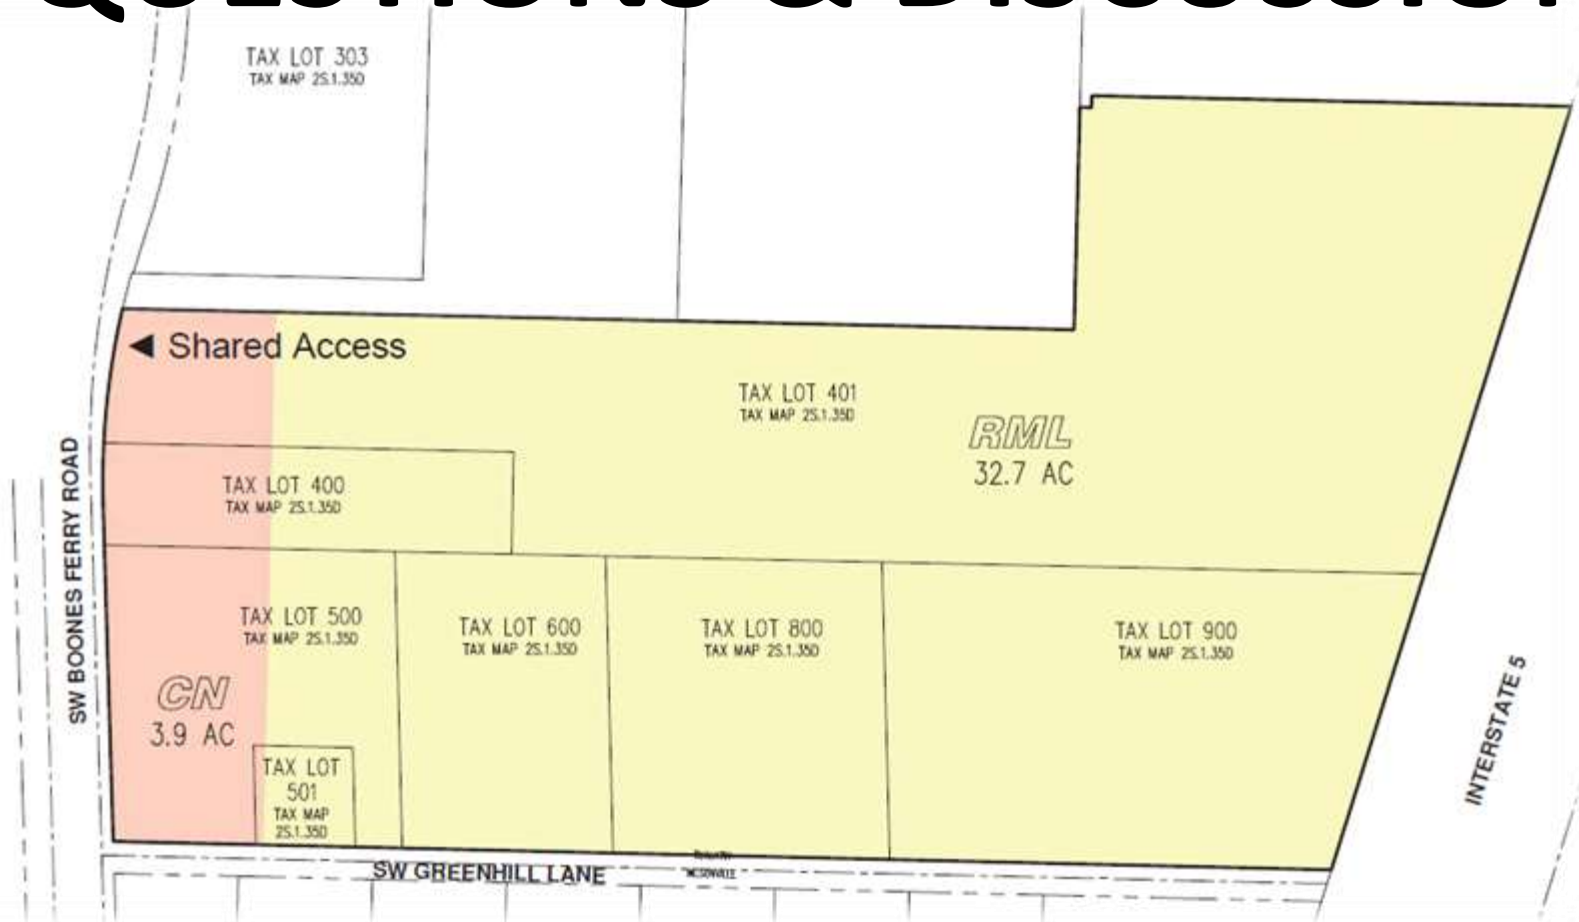 QUESTIONS & DISCUSSION
TAX LOT 303
TAX MAP 2S.1.35D
◄ Shared Access
TAX LOT 401
TAX MAP 2S.1.35D
RML
32.7 AC
TAX LOT 400
TAX MAP 2S.1.35D
SW BOONES FERRY ROAD
TAX LOT 500
TAX MAP 2S.1.35D
TAX LOT 600
TAX MAP 2S.1.35D
TAX LOT 800
TAX MAP 2S.1.35D
TAX LOT 900
TAX MAP 2S.1.35D
CN
3.9 AC
TAX LOT
501
TAX MAP
2S.1.35D
INTERSTATE 5
SW GREENHILL LANE